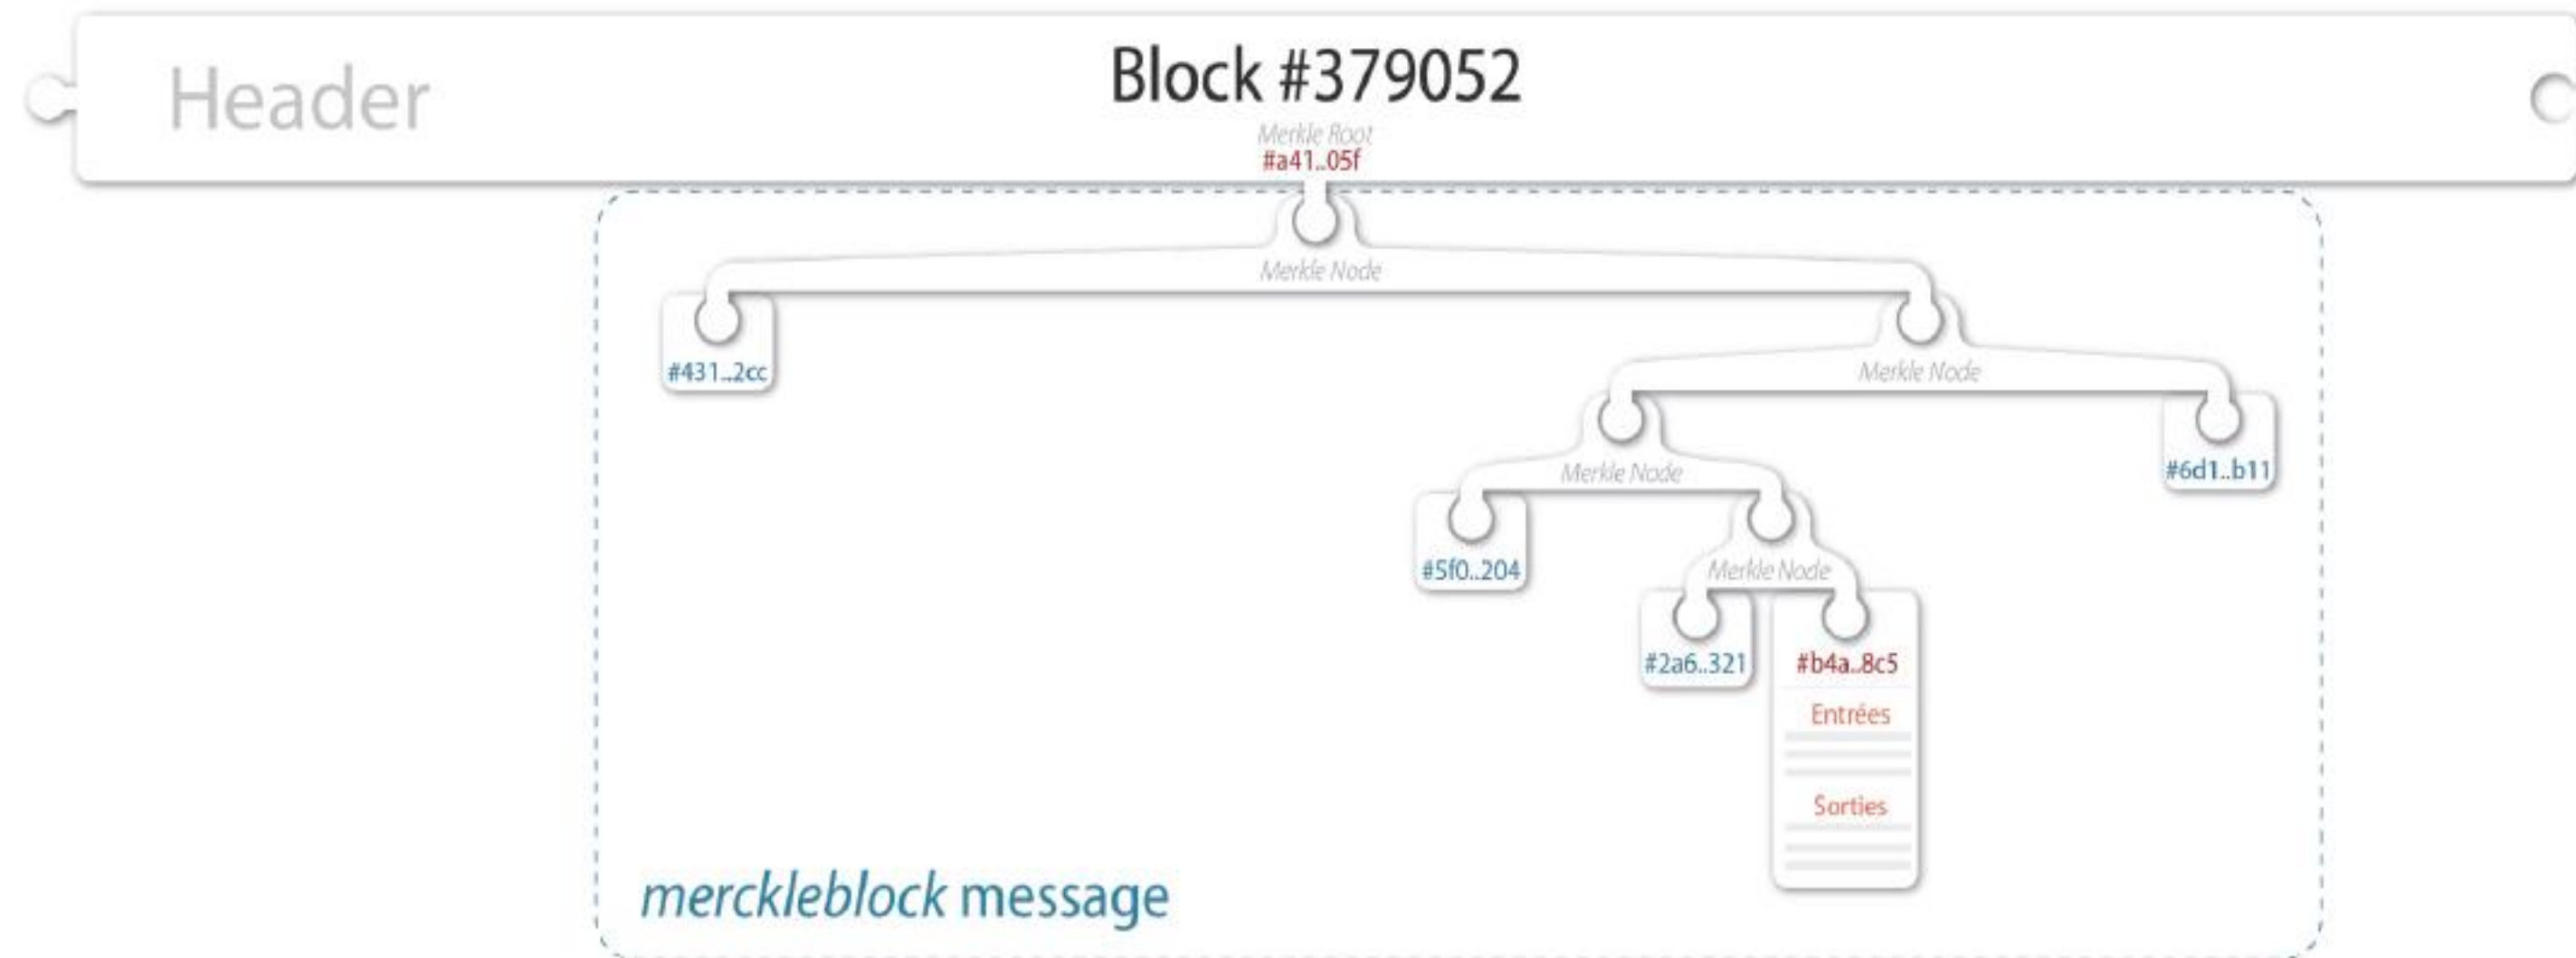 Header
Block #379052
Merkle Root
#a41..05f
Merkle Node
#431..2cc
Merkle Node
Merkle Node
#6d1..b11
#5f0..204
Merkle Node
#2a6..321
#b4a..8c5
Entrées
Sorties
merckleblock message